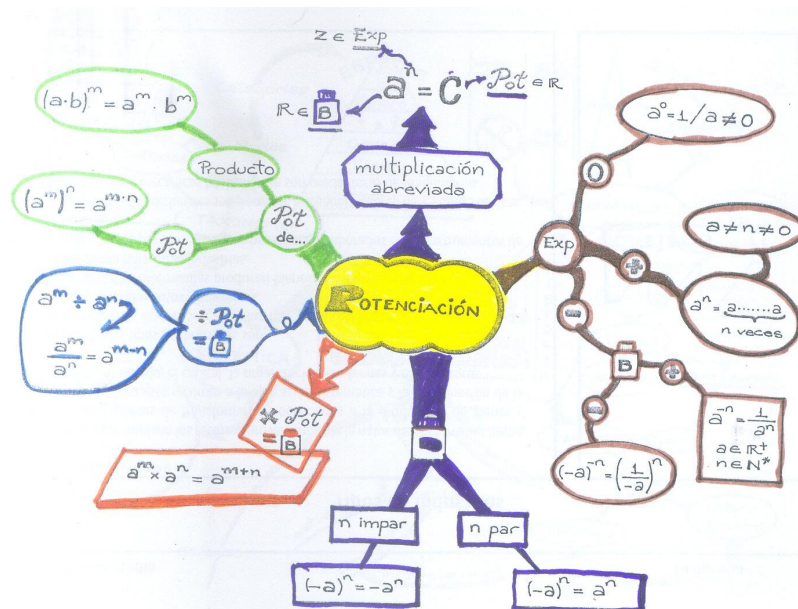 Z ∈ Exp
aⁿ = C → Pot ∈ ℝ
ℝ ∈ B
multiplicación
abreviada
POTENCIACIÓN
(a·b)ᵐ = aᵐ · bᵐ
Producto
(aᵐ)ⁿ = aᵐ·ⁿ
Pot
Pot
de...
aᵐ ÷ aⁿ
aᵐ/aⁿ = aᵐ⁻ⁿ
÷ Pot
= B
× Pot
= B
aᵐ × aⁿ = aᵐ⁺ⁿ
−
n impar
(−a)ⁿ = −aⁿ
n par
(−a)ⁿ = aⁿ
Exp
0
a⁰ = 1 / a ≠ 0
+
a ≠ n ≠ 0
aⁿ = a.......a
n veces
−
B
+
a⁻ⁿ = 1/aⁿ
a ∈ ℝ⁺
n ∈ N*
−
(−a)⁻ⁿ = (1/−a)ⁿ